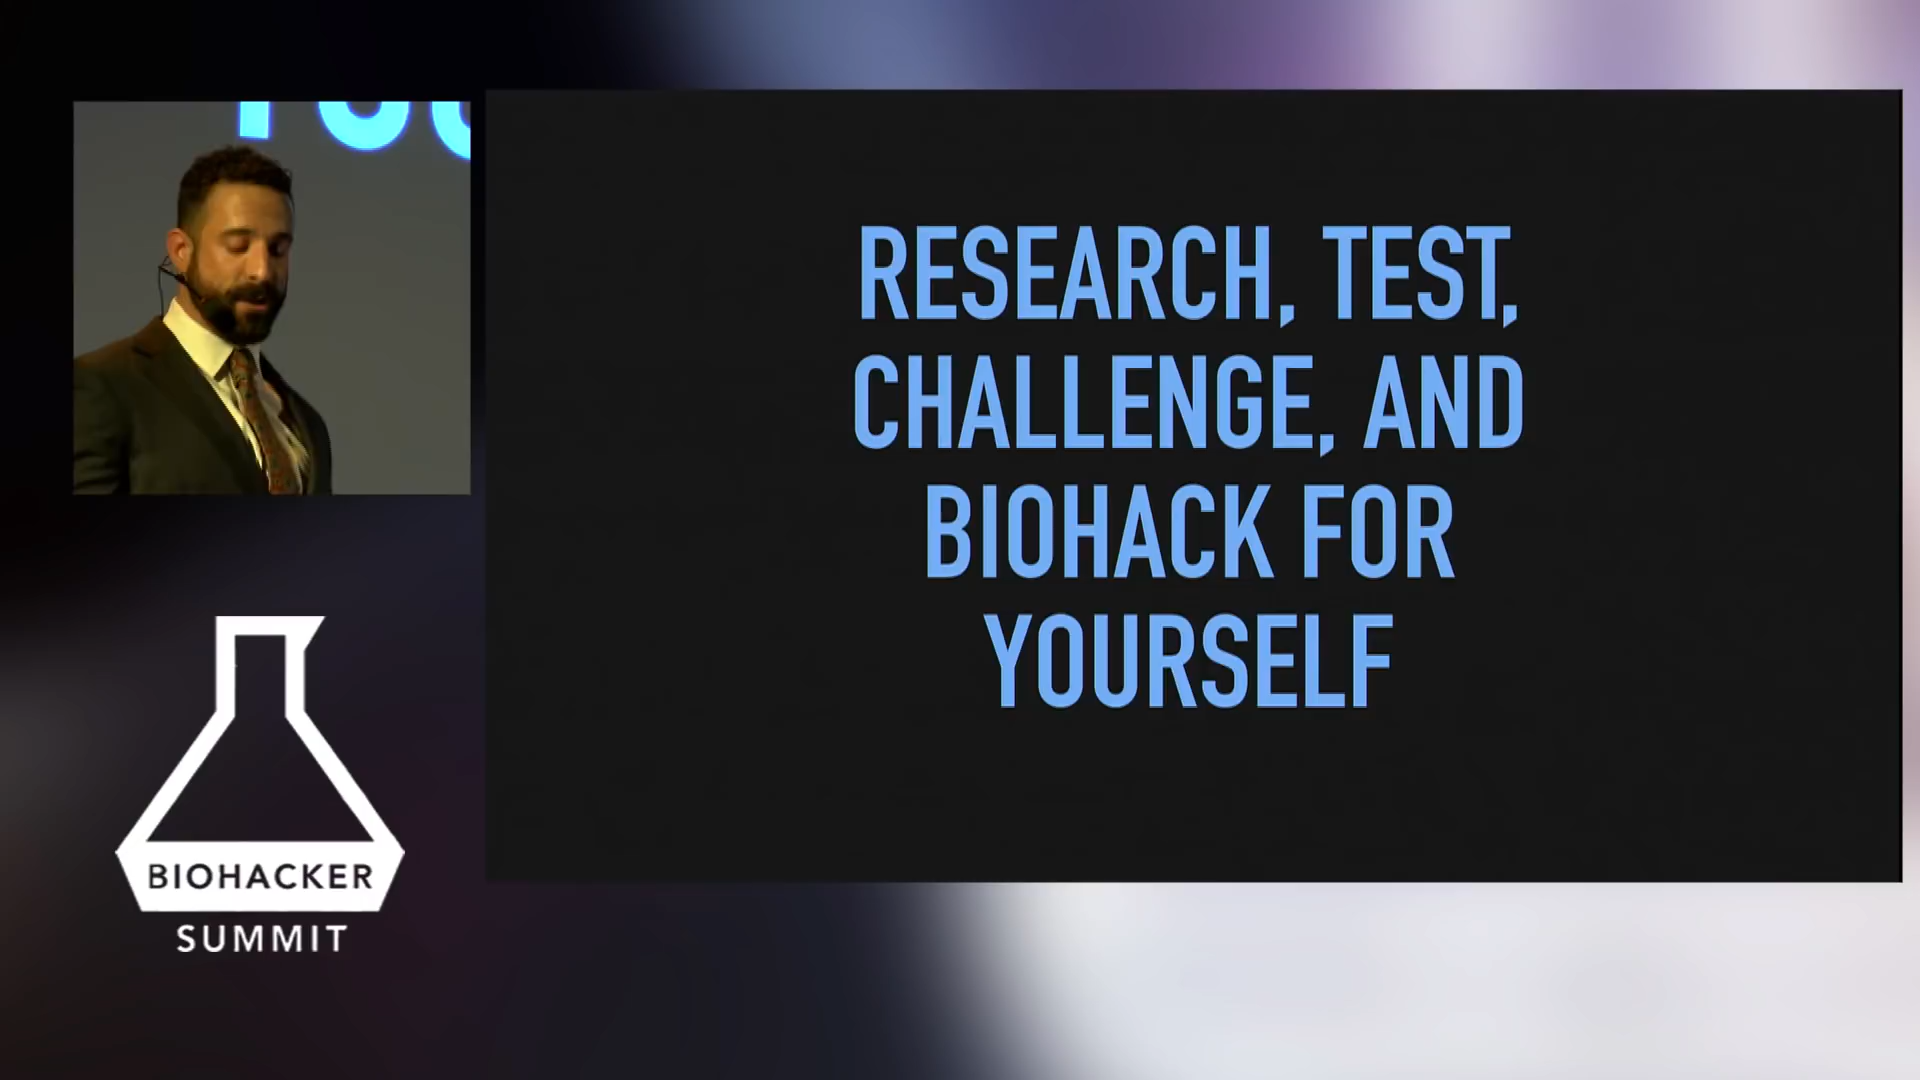 RESEARCH, TEST,
CHALLENGE, AND
BIOHACK FOR
YOURSELF
BIOHACKER
SUMMIT